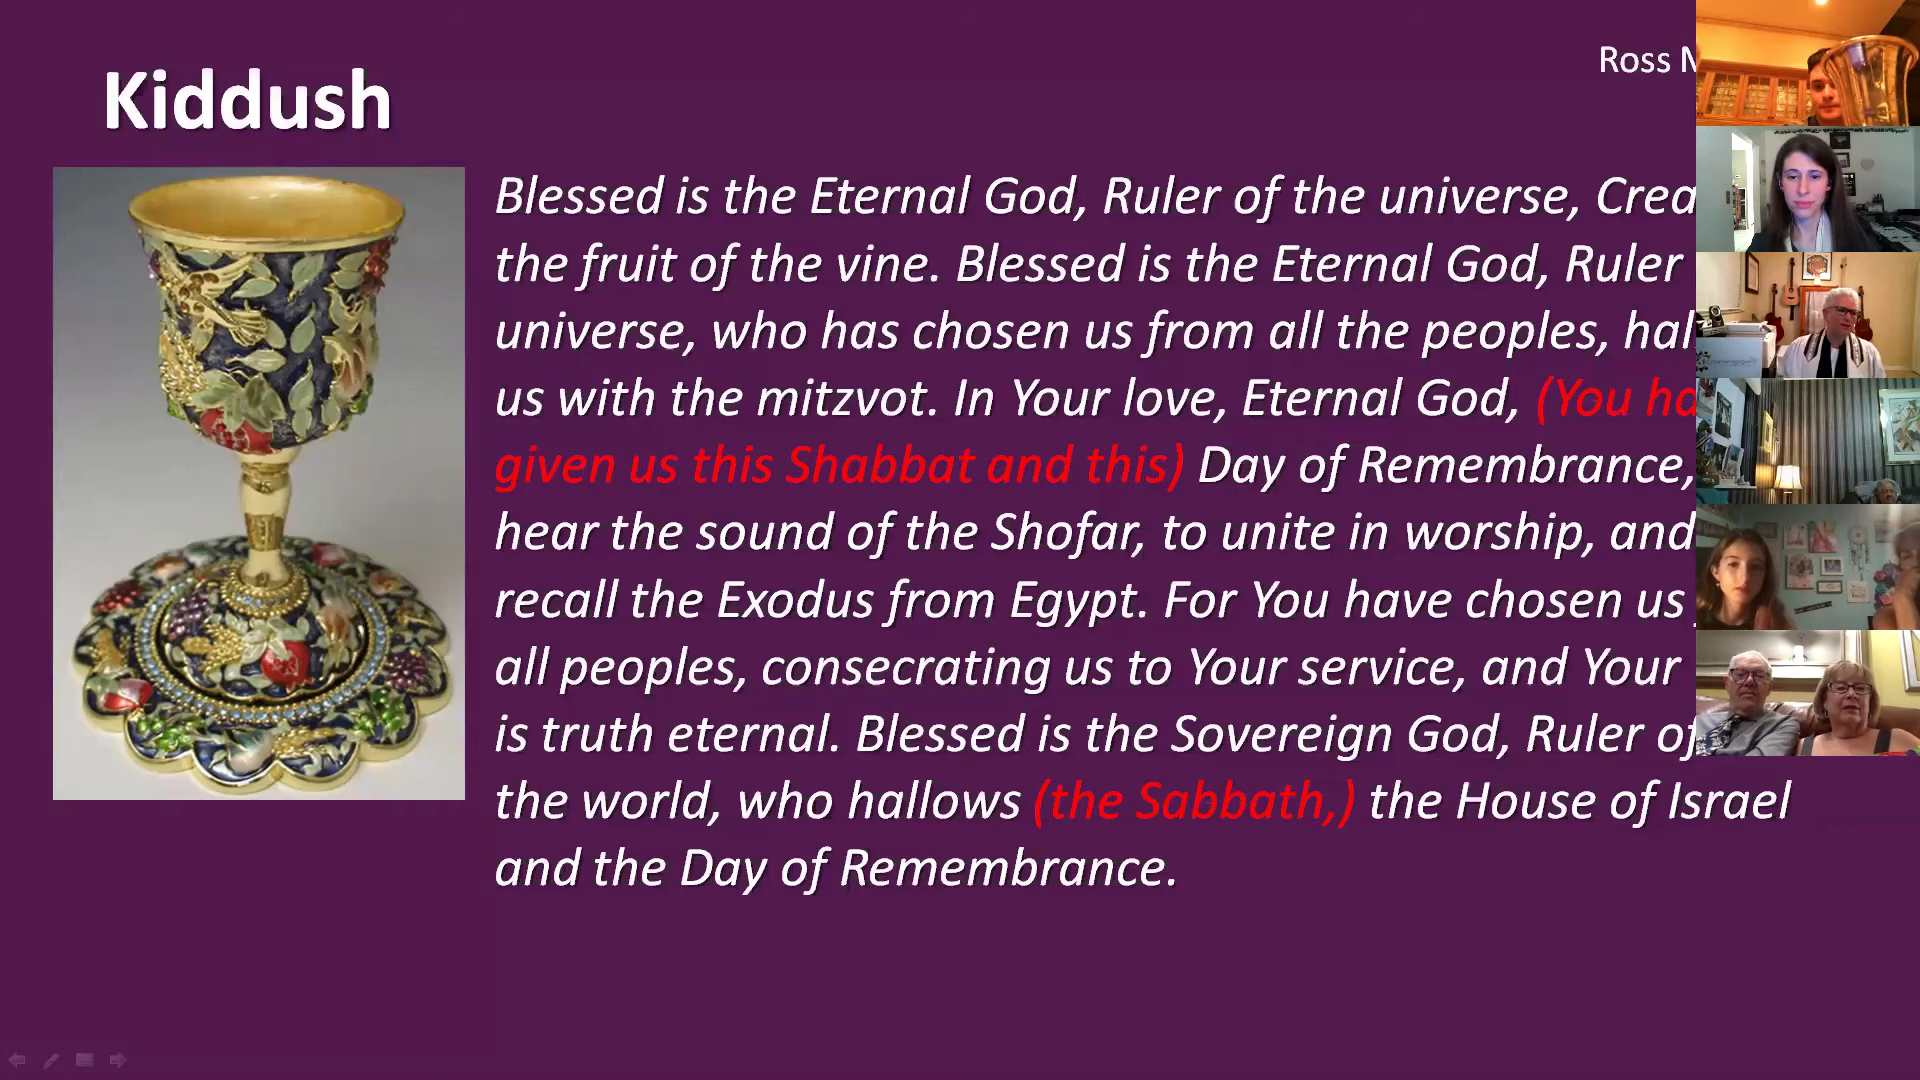 Kiddush
Ross
Blessed is the Eternal God, Ruler of the universe,
the fruit of the vine. Blessed is the Eternal God, Ruler
universe, who has chosen us from all the peoples,
us with the mitzvot. In Your love, Eternal God, (You
given us this Shabbat and this) Day of Remembrance,
hear the sound of the Shofar, to unite in worship, and
recall the Exodus from Egypt. For You have chosen us
all peoples, consecrating us to Your service, and Your
is truth eternal. Blessed is the Sovereign God, Ruler of
the world, who hallows (the Sabbath,) the House of Israel
and the Day of Remembrance.